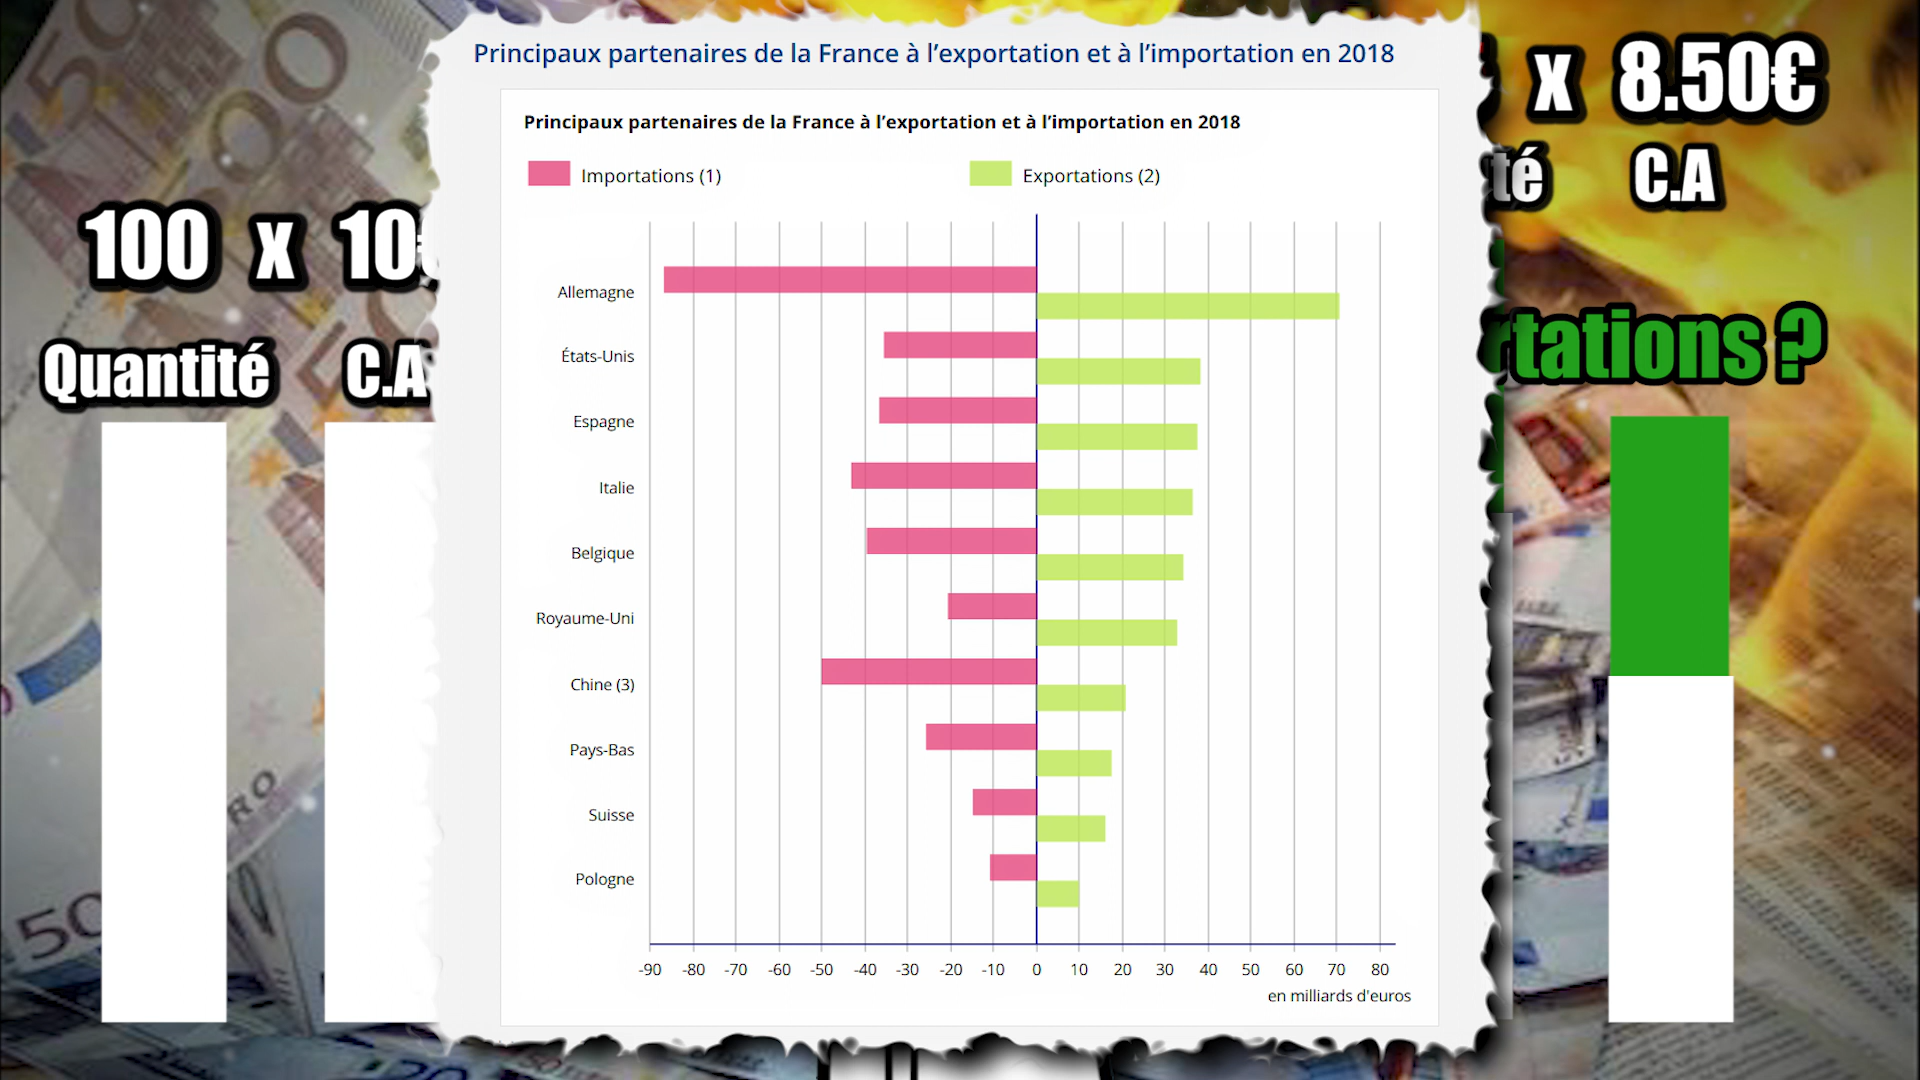 Principaux partenaires de la France à l’exportation et à l’importation en 2018
Principaux partenaires de la France à l’exportation et à l’importation en 2018
Importations (1)
Exportations (2)
Allemagne
États-Unis
Espagne
Italie
Belgique
Royaume-Uni
Chine (3)
Pays-Bas
Suisse
Pologne
-90 -80 -70 -60 -50 -40 -30 -20 -10 0 10 20 30 40 50 60 70 80
en milliards d'euros
100 x 10€
Quantité C.A
x 8.50€
té C.A
rtations ?
50